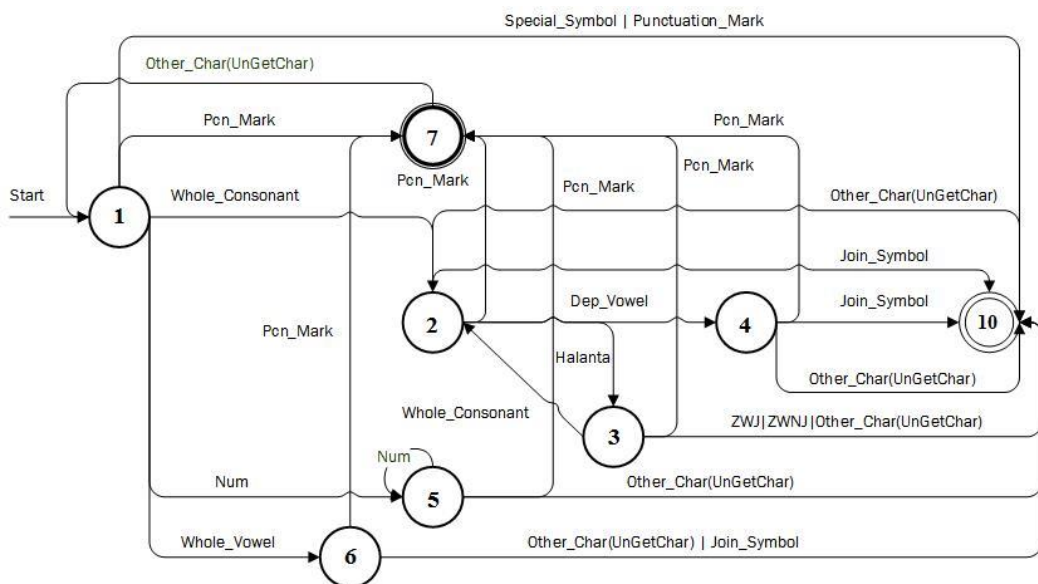 Special_Symbol | Punctuation_Mark
Other_Char(UnGetChar)
Pcn_Mark
7
Pcn_Mark
Pcn_Mark
Pcn_Mark
Pcn_Mark
Start
1
Whole_Consonant
Other_Char(UnGetChar)
Join_Symbol
2
Dep_Vowel
4
Join_Symbol
10
Pcn_Mark
Halanta
Other_Char(UnGetChar)
Whole_Consonant
3
ZWJ|ZWNJ|Other_Char(UnGetChar)
Num
Num
5
Other_Char(UnGetChar)
Whole_Vowel
6
Other_Char(UnGetChar) | Join_Symbol